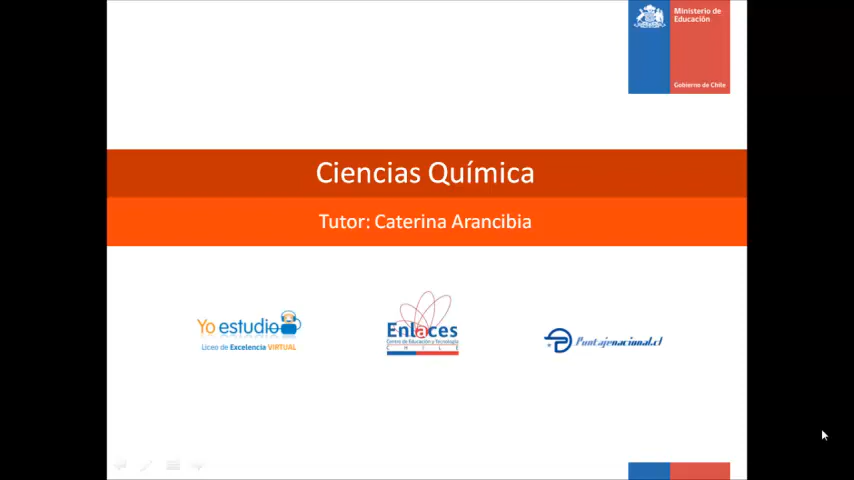 Ministerio de
Educación
Gobierno de Chile
Ciencias Química
Tutor: Caterina Arancibia
Yo estudio
Liceo de Excelencia VIRTUAL
Enlaces
Centro de Educación y Tecnología
CHILE
Puntajenacional.cl